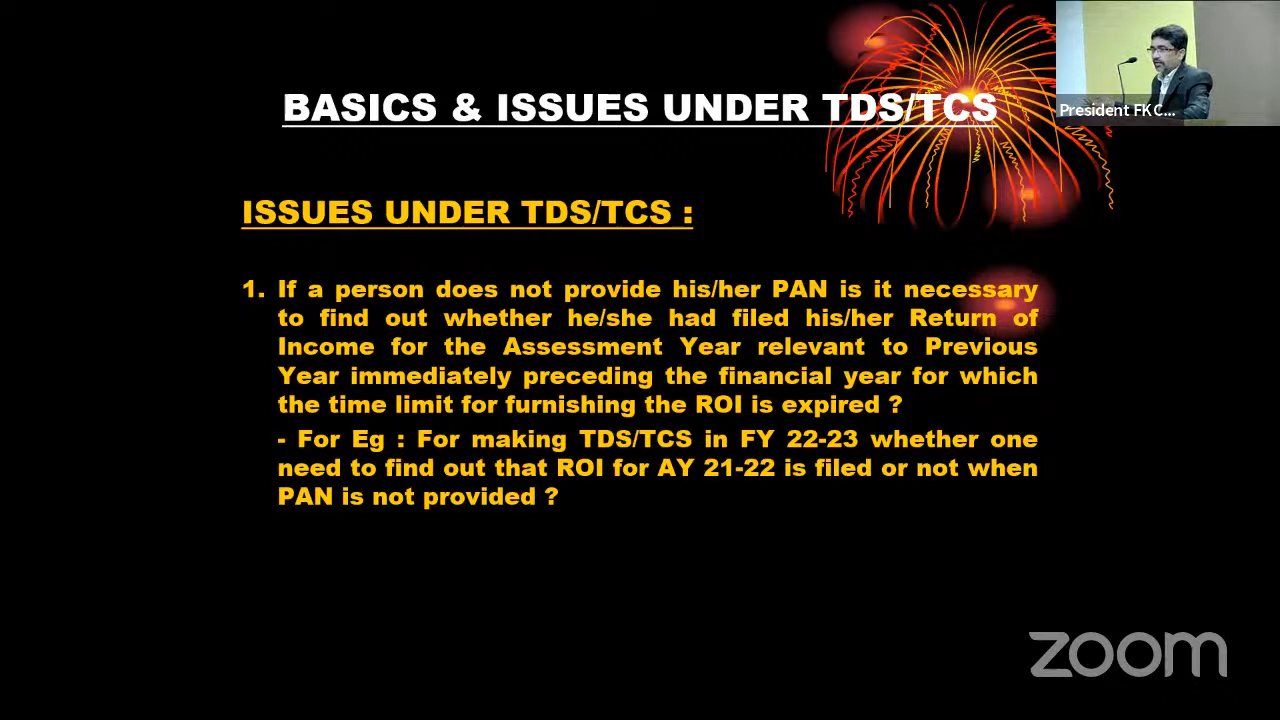 President FKC...
BASICS & ISSUES UNDER TDS/TCS
ISSUES UNDER TDS/TCS :
1. If a person does not provide his/her PAN is it necessary
to find out whether he/she had filed his/her Return of
Income for the Assessment Year relevant to Previous
Year immediately preceding the financial year for which
the time limit for furnishing the ROI is expired ?
- For Eg : For making TDS/TCS in FY 22-23 whether one
need to find out that ROI for AY 21-22 is filed or not when
PAN is not provided ?
zoom